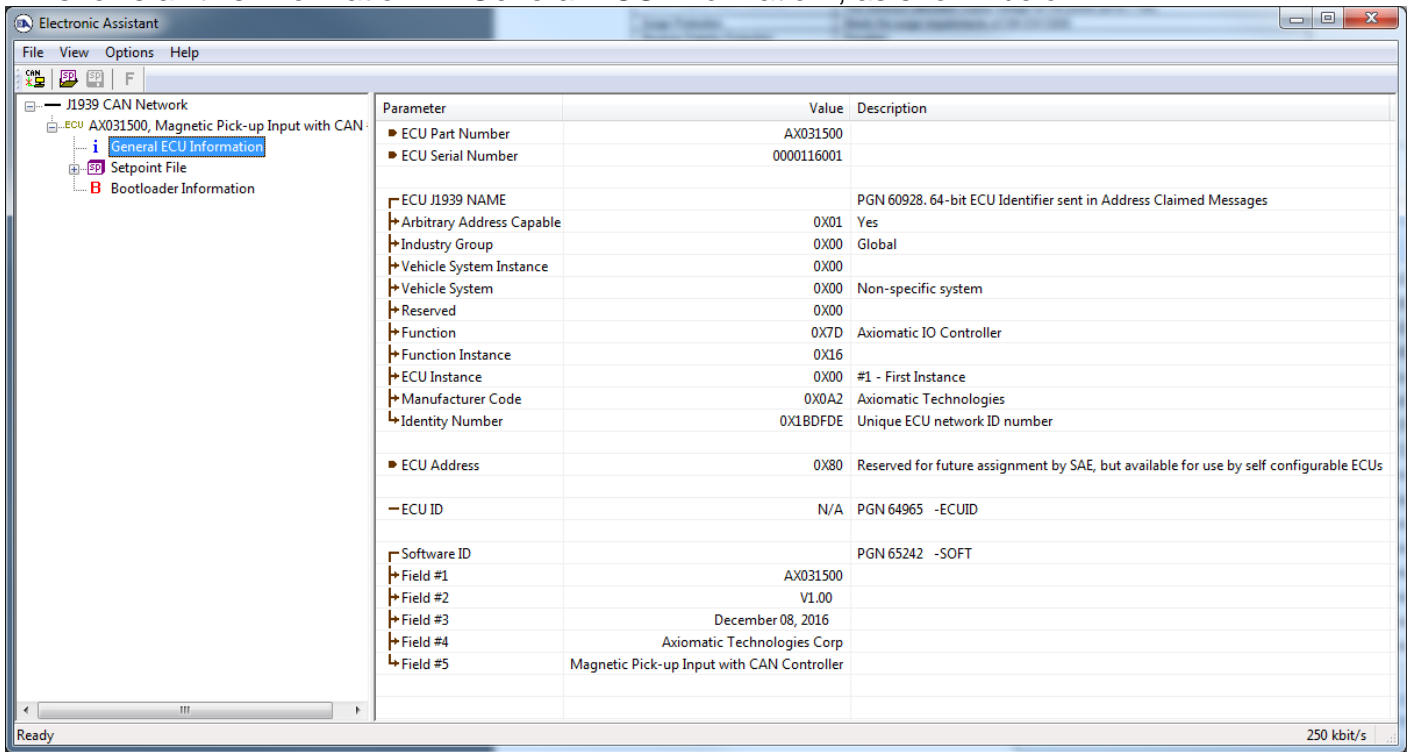 Electronic Assistant
File View Options Help
CAN SP SP F
J1939 CAN Network
ECU AX031500, Magnetic Pick-up Input with CAN
i General ECU Information
SP Setpoint File
B Bootloader Information
Parameter Value Description
ECU Part Number AX031500
ECU Serial Number 0000116001
ECU J1939 NAME PGN 60928. 64-bit ECU Identifier sent in Address Claimed Messages
Arbitrary Address Capable 0X01 Yes
Industry Group 0X00 Global
Vehicle System Instance 0X00
Vehicle System 0X00 Non-specific system
Reserved 0X00
Function 0X7D Axiomatic IO Controller
Function Instance 0X16
ECU Instance 0X00 #1 - First Instance
Manufacturer Code 0X0A2 Axiomatic Technologies
Identity Number 0X1BDFDE Unique ECU network ID number
ECU Address 0X80 Reserved for future assignment by SAE, but available for use by self configurable ECUs
ECU ID N/A PGN 64965 -ECUID
Software ID PGN 65242 -SOFT
Field #1 AX031500
Field #2 V1.00
Field #3 December 08, 2016
Field #4 Axiomatic Technologies Corp
Field #5 Magnetic Pick-up Input with CAN Controller
Ready 250 kbit/s